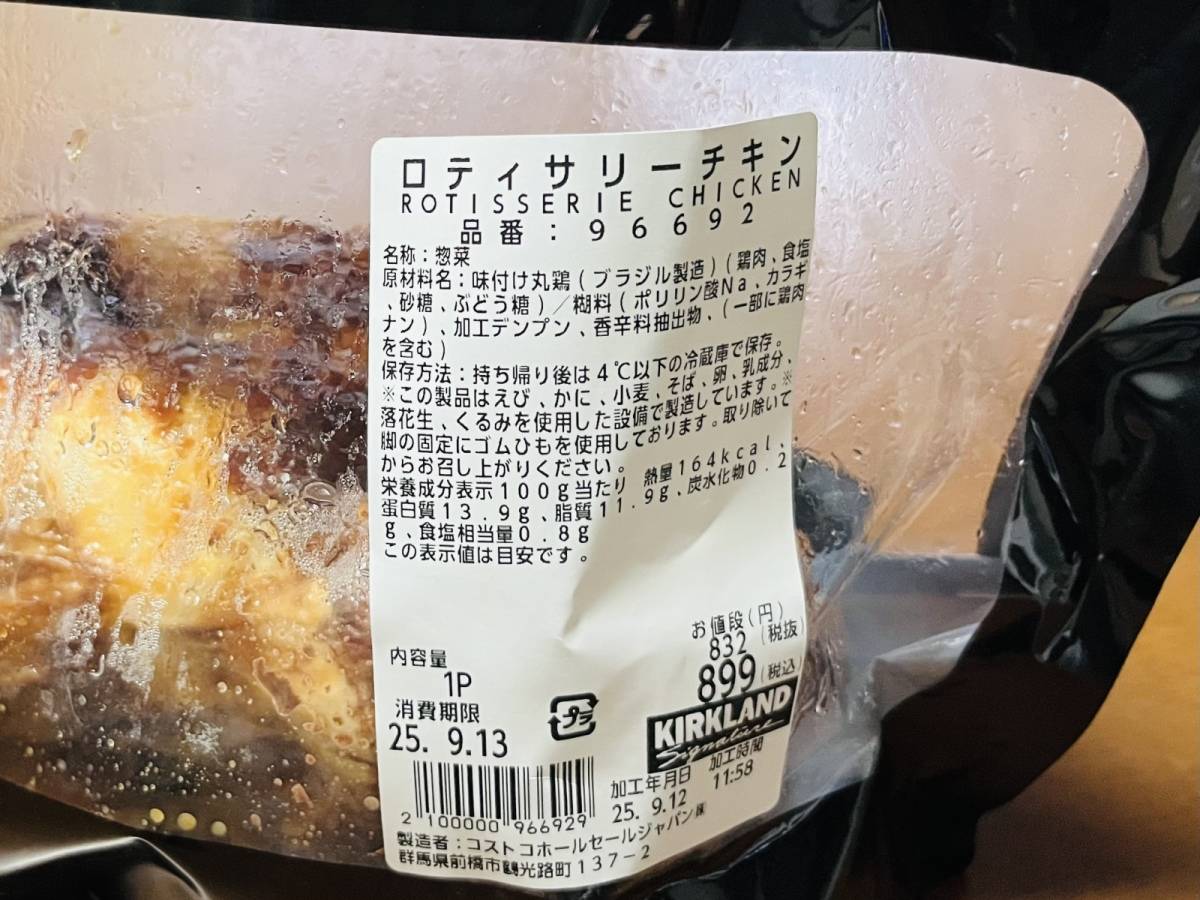 ロティサリーチキン
ROTISSERIE CHICKEN
品番:96692
名称:惣菜
原材料名:味付け丸鶏(ブラジル製造)(鶏肉、食塩
、砂糖、ぶどう糖)/糊料(ポリリン酸Na、カラギ
ナン)、加工デンプン、香辛料抽出物、(一部に鶏肉
を含む)
保存方法:持ち帰り後は4℃以下の冷蔵庫で保存。
※この製品はえび、かに、小麦、そば、卵、乳成分、
落花生、くるみを使用した設備で製造しています。※
脚の固定にゴムひもを使用しております。取り除いて
からお召し上がりください。
栄養成分表示100g当たり 熱量164kcal、
蛋白質13.9g、脂質11.9g、炭水化物0.2
g、食塩相当量0.8g
この表示値は目安です。
お値段(円)
832(税抜)
899(税込)
内容量
1P
消費期限
25. 9.13
プラ
KIRKLAND
Signature
加工年月日 加工時間
25. 9.12 11:58
2 100000 966929
製造者:コストコホールセールジャパン㈱
群馬県前橋市鶴光路町137-2